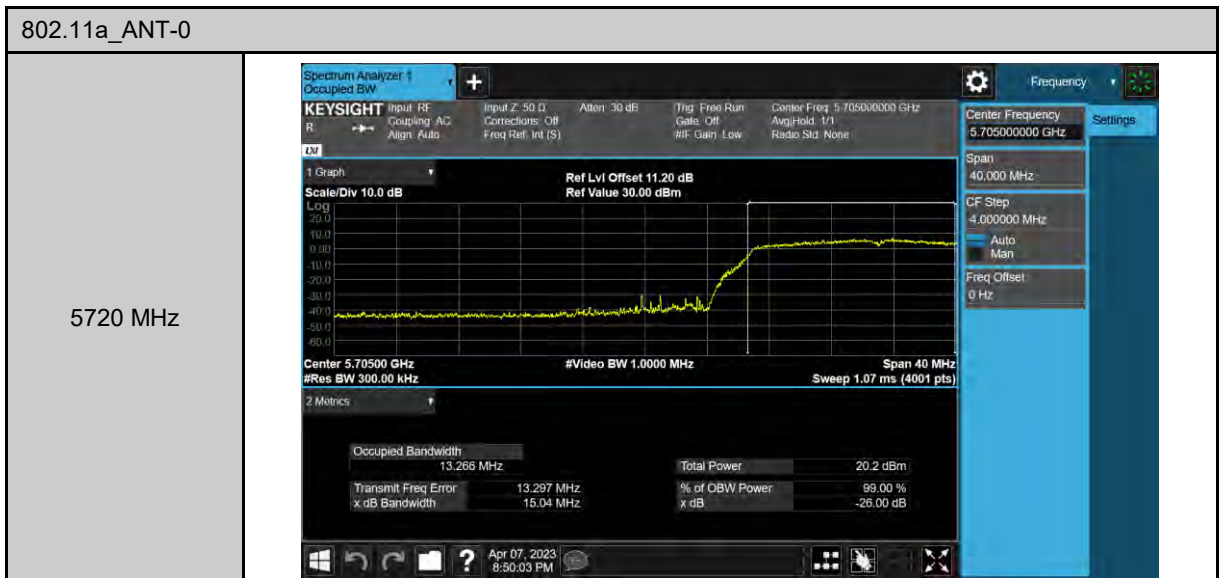 802.11a_ANT-0
5720 MHz
Spectrum Analyzer 1
Occupied BW
Frequency
KEYSIGHT
R
LXI
Input: RF
Coupling: AC
Align: Auto
Input Z: 50 Ω
Corrections: Off
Freq Ref: Int (S)
Atten: 30 dB
Trig: Free Run
Gate: Off
#IF Gain: Low
Center Freq: 5.705000000 GHz
Avg|Hold: 1/1
Radio Std: None
Center Frequency
5.705000000 GHz
Settings
Span
40.000 MHz
CF Step
4.000000 MHz
Auto
Man
Freq Offset
0 Hz
1 Graph
Scale/Div 10.0 dB
Ref Lvl Offset 11.20 dB
Ref Value 30.00 dBm
Log
20.0
10.0
0.00
-10.0
-20.0
-30.0
-40.0
-50.0
-60.0
Center 5.70500 GHz
#Res BW 300.00 kHz
#Video BW 1.0000 MHz
Span 40 MHz
Sweep 1.07 ms (4001 pts)
2 Metrics
Occupied Bandwidth
13.266 MHz
Total Power 20.2 dBm
Transmit Freq Error 13.297 MHz
% of OBW Power 99.00 %
x dB Bandwidth 15.04 MHz
x dB -26.00 dB
?
Apr 07, 2023
8:50:03 PM